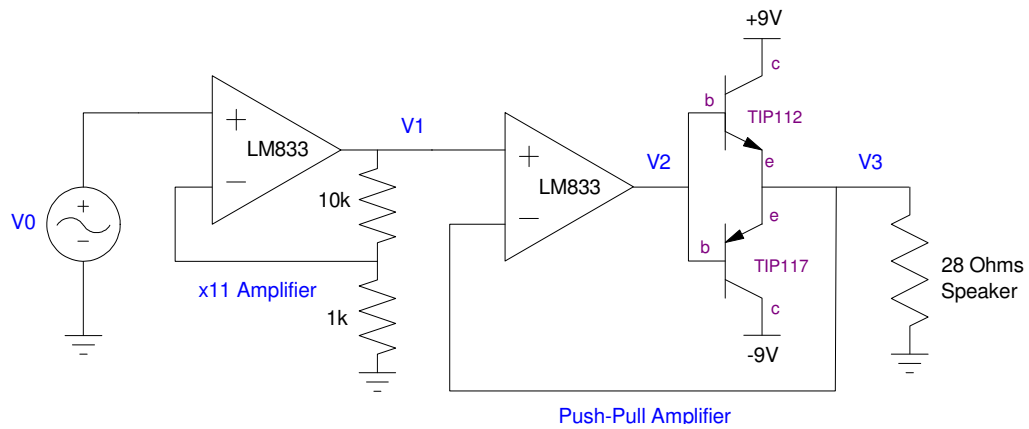 +9V
c
b
TIP112
e
V0
+
-
+
−
LM833
V1
10k
1k
x11 Amplifier
+
−
LM833
V2
V3
e
b
TIP117
c
-9V
28 Ohms
Speaker
Push-Pull Amplifier